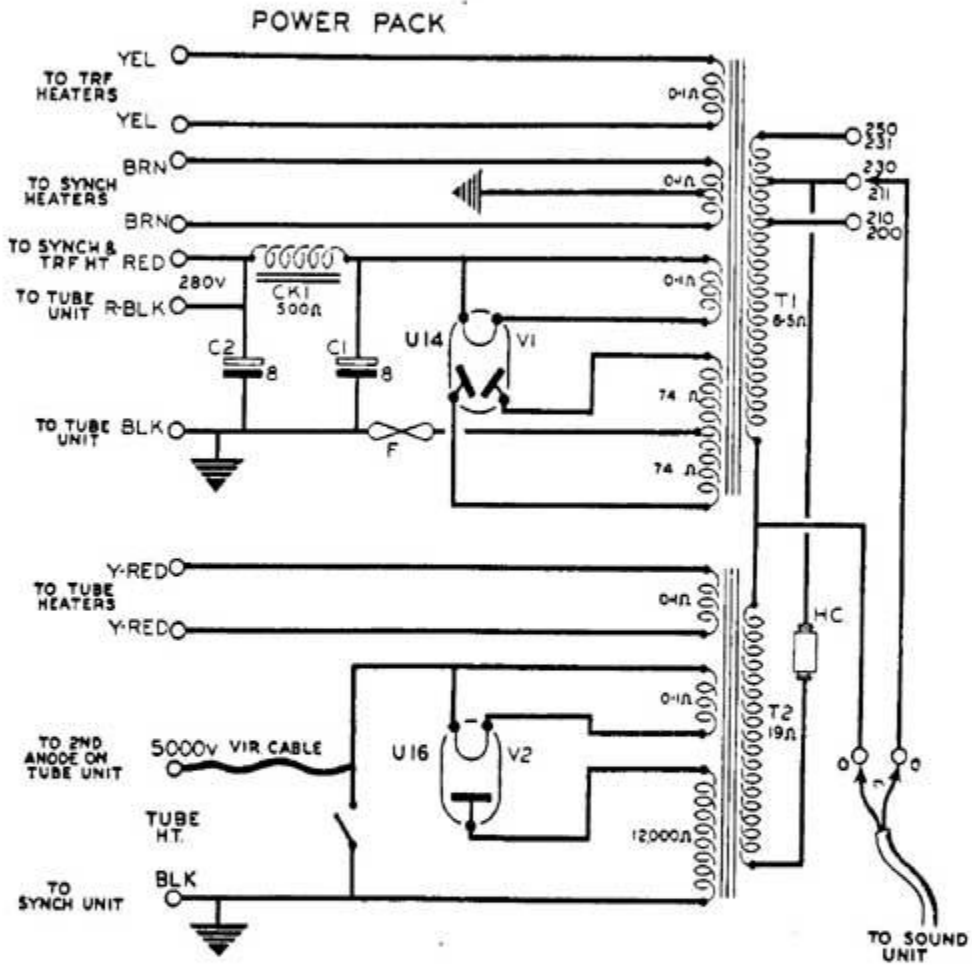 POWER PACK
YEL
TO TRF
HEATERS
YEL
0·1Ω
BRN
TO SYNCH
HEATERS
BRN
TO SYNCH &
TRF HT RED
280V
CK1
500Ω
0·1Ω
TO TUBE
UNIT
R-BLK
C2
8
C1
8
U14
V1
74 Ω
74 Ω
TO TUBE
UNIT
BLK
F
250
231
230
211
210
200
T1
8·5Ω
Y·RED
TO TUBE
HEATERS
Y·RED
0·1Ω
HC
0·1Ω
T2
19Ω
TO 2ND
ANODE ON
TUBE UNIT
5000V VIR CABLE
U16
V2
TUBE
H.T.
12,000Ω
BLK
TO
SYNCH UNIT
TO SOUND
UNIT